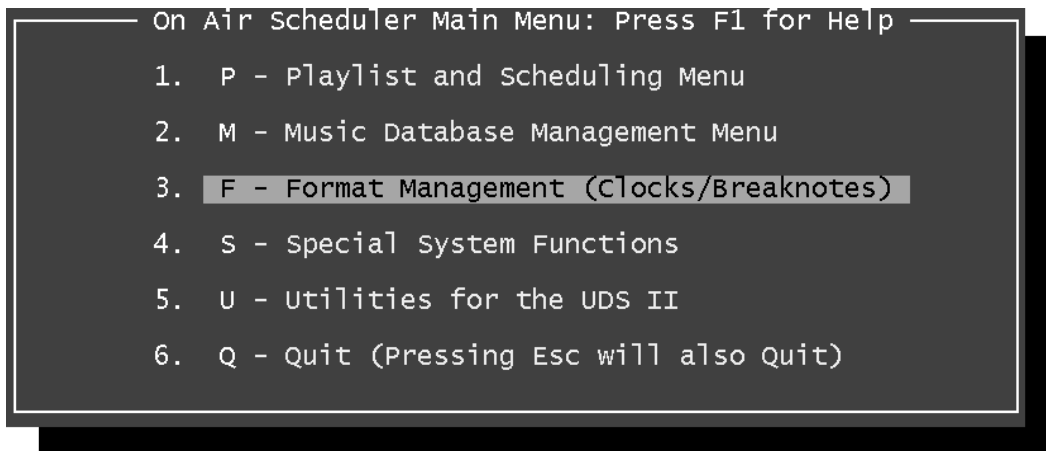 On Air Scheduler Main Menu: Press F1 for Help
1. P - Playlist and Scheduling Menu
2. M - Music Database Management Menu
3. F - Format Management (Clocks/Breaknotes)
4. S - Special System Functions
5. U - Utilities for the UDS II
6. Q - Quit (Pressing Esc will also Quit)